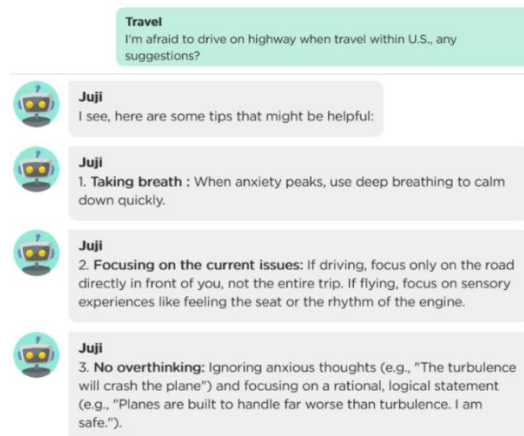 Travel
I'm afraid to drive on highway when travel within U.S., any
suggestions?
Juji
I see, here are some tips that might be helpful:
Juji
1. Taking breath : When anxiety peaks, use deep breathing to calm
down quickly.
Juji
2. Focusing on the current issues: If driving, focus only on the road
directly in front of you, not the entire trip. If flying, focus on sensory
experiences like feeling the seat or the rhythm of the engine.
Juji
3. No overthinking: Ignoring anxious thoughts (e.g., "The turbulence
will crash the plane") and focusing on a rational, logical statement
(e.g., "Planes are built to handle far worse than turbulence. I am
safe.").